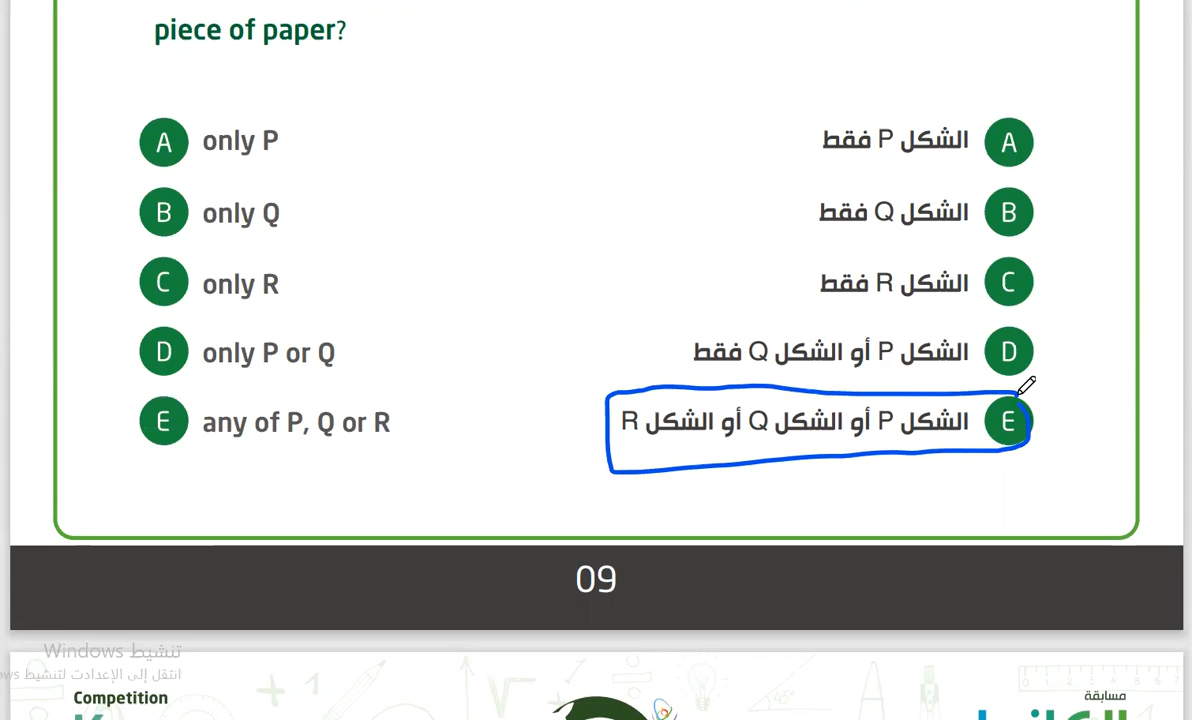 piece of paper?
A only P
الشكل P فقط A
B only Q
الشكل Q فقط B
C only R
الشكل R فقط C
D only P or Q
الشكل P أو الشكل Q فقط D
E any of P, Q or R
الشكل P أو الشكل Q أو الشكل R E
09
تنشيط Windows
انتقل إلى الإعدادت لتنشيط
Competition
مسابقة